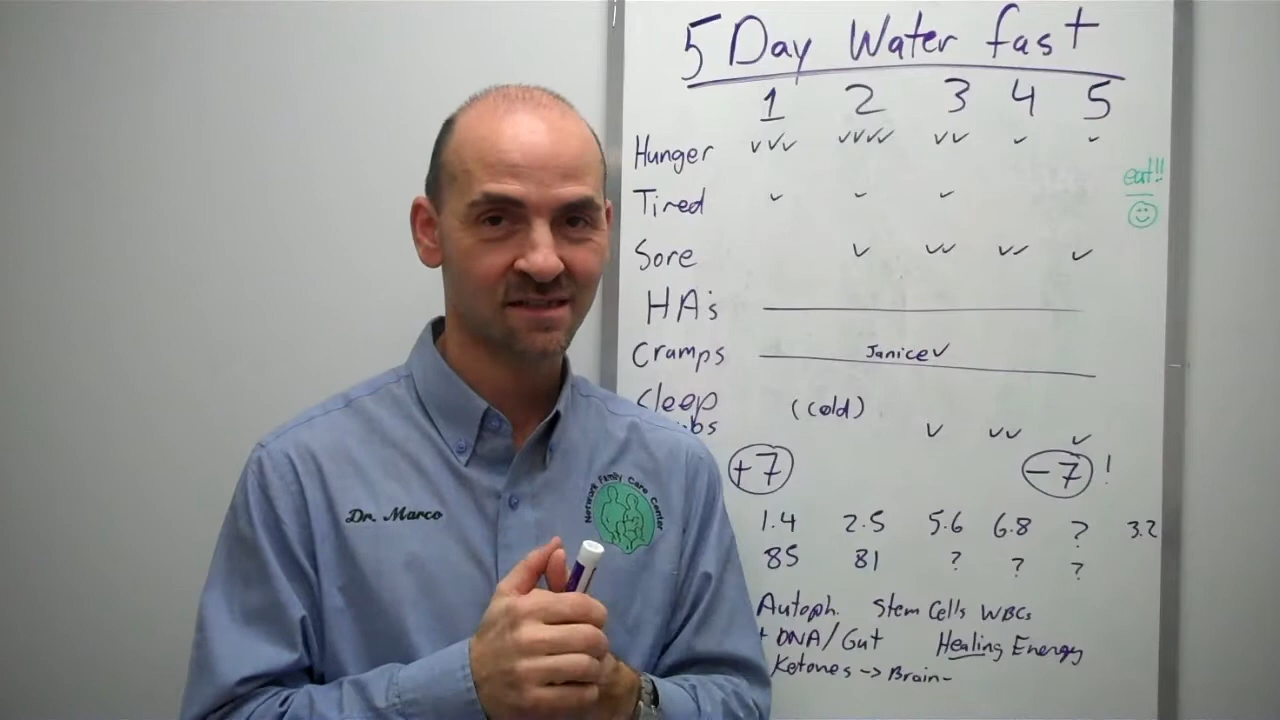 5 Day Water fast
1 2 3 4 5
Hunger ✓✓✓ ✓✓✓✓ ✓✓ ✓ ✓
eat!!
Tired ✓ ✓ ✓
Sore ✓ ✓✓ ✓✓ ✓
HA's
Cramps Janice✓
Sleep (cold)
✓ ✓✓ ✓
+7 -7 !
1.4 2.5 5.6 6.8 ? 3.2
85 81 ? ? ?
Autoph. Stem Cells WBCs
DNA/Gut Healing Energy
Ketones -> Brain-
Dr. Marco
Network Family Care Center